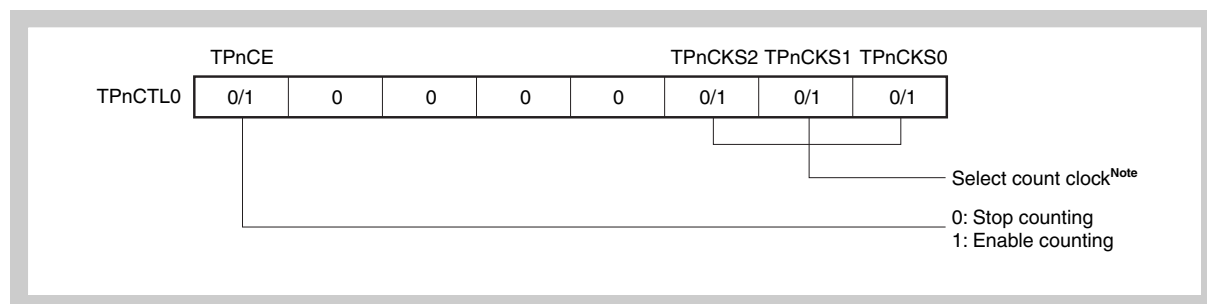 TPnCE TPnCKS2 TPnCKS1 TPnCKS0
TPnCTL0 0/1 0 0 0 0 0/1 0/1 0/1
Select count clockNote
0: Stop counting
1: Enable counting